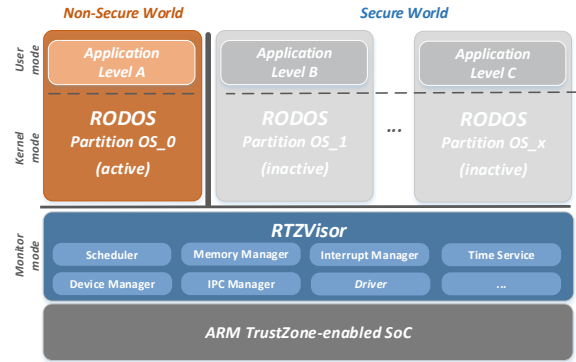 Non-Secure World
Secure World
User
mode
Application
Level A
Application
Level B
Application
Level C
Kernel
mode
RODOS
Partition OS_0
(active)
RODOS
Partition OS_1
(inactive)
...
RODOS
Partition OS_x
(inactive)
Monitor
mode
RTZVisor
Scheduler
Memory Manager
Interrupt Manager
Time Service
Device Manager
IPC Manager
Driver
...
ARM TrustZone-enabled SoC